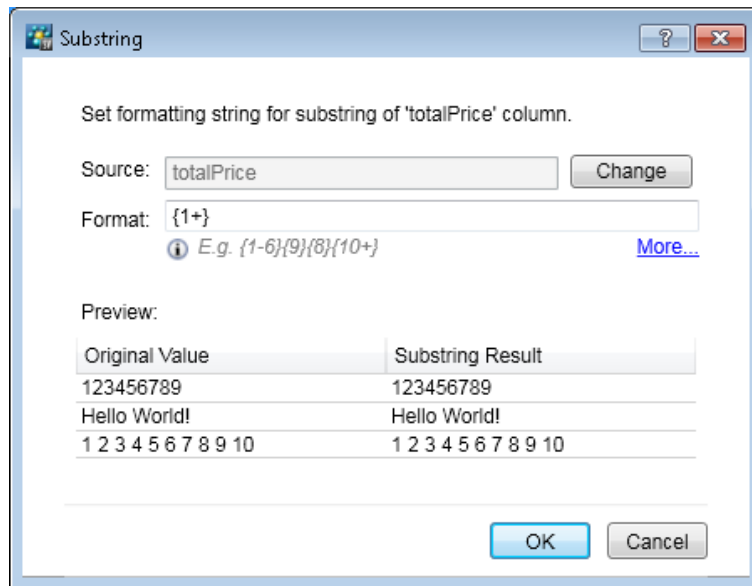 Substring
Set formatting string for substring of 'totalPrice' column.
Source: totalPrice Change
Format: {1+}
E.g. {1-6}{9}{8}{10+} More...
Preview:
Original Value Substring Result
123456789 123456789
Hello World! Hello World!
1 2 3 4 5 6 7 8 9 10 1 2 3 4 5 6 7 8 9 10
OK Cancel